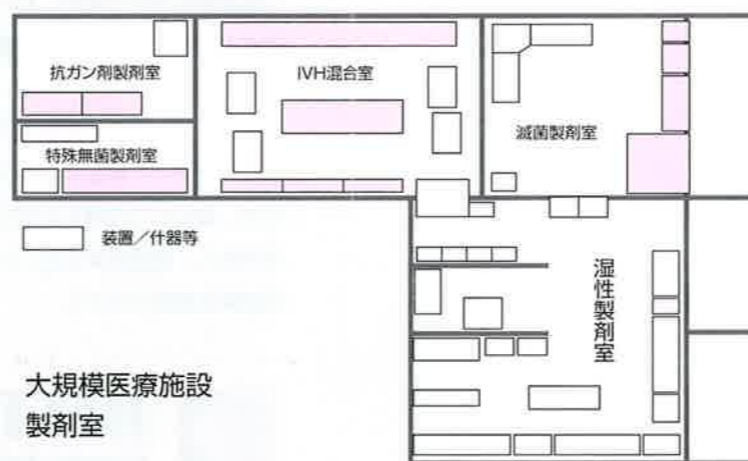 抗ガン剤製剤室
IVH混合室
滅菌製剤室
特殊無菌製剤室
装置／什器等
湿性製剤室
大規模医療施設
製剤室